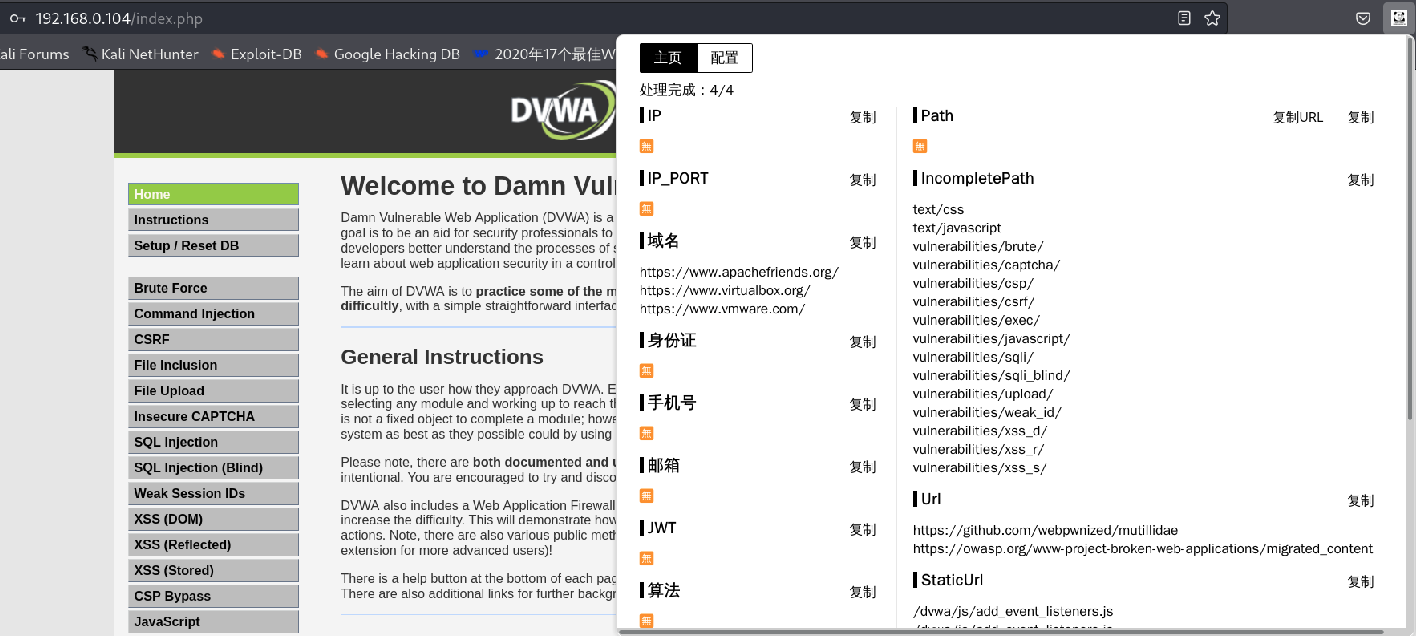 192.168.0.104/index.php
ali Forums Kali NetHunter Exploit-DB Google Hacking DB 2020年17个最佳W
DVWA
Home
Instructions
Setup / Reset DB
Brute Force
Command Injection
CSRF
File Inclusion
File Upload
Insecure CAPTCHA
SQL Injection
SQL Injection (Blind)
Weak Session IDs
XSS (DOM)
XSS (Reflected)
XSS (Stored)
CSP Bypass
JavaScript
Welcome to Damn Vul
Damn Vulnerable Web Application (DVWA) is a
goal is to be an aid for security professionals to
developers better understand the processes of s
learn about web application security in a control
The aim of DVWA is to practice some of the m
difficultly, with a simple straightforward interfac
General Instructions
It is up to the user how they approach DVWA. E
selecting any module and working up to reach th
is not a fixed object to complete a module; howe
system as best as they possible could by using
Please note, there are both documented and u
intentional. You are encouraged to try and disco
DVWA also includes a Web Application Firewall
increase the difficulty. This will demonstrate how
actions. Note, there are also various public meth
extension for more advanced users)!
There is a help button at the bottom of each pag
There are also additional links for further backgr
主页 配置
处理完成：4/4
IP 复制
無
IP_PORT 复制
無
域名 复制
https://www.apachefriends.org/
https://www.virtualbox.org/
https://www.vmware.com/
身份证 复制
無
手机号 复制
無
邮箱 复制
無
JWT 复制
無
算法 复制
無
Path 复制URL 复制
無
IncompletePath 复制
text/css
text/javascript
vulnerabilities/brute/
vulnerabilities/captcha/
vulnerabilities/csp/
vulnerabilities/csrf/
vulnerabilities/exec/
vulnerabilities/javascript/
vulnerabilities/sqli/
vulnerabilities/sqli_blind/
vulnerabilities/upload/
vulnerabilities/weak_id/
vulnerabilities/xss_d/
vulnerabilities/xss_r/
vulnerabilities/xss_s/
Url 复制
https://github.com/webpwnized/mutillidae
https://owasp.org/www-project-broken-web-applications/migrated_content
StaticUrl 复制
/dvwa/js/add_event_listeners.js